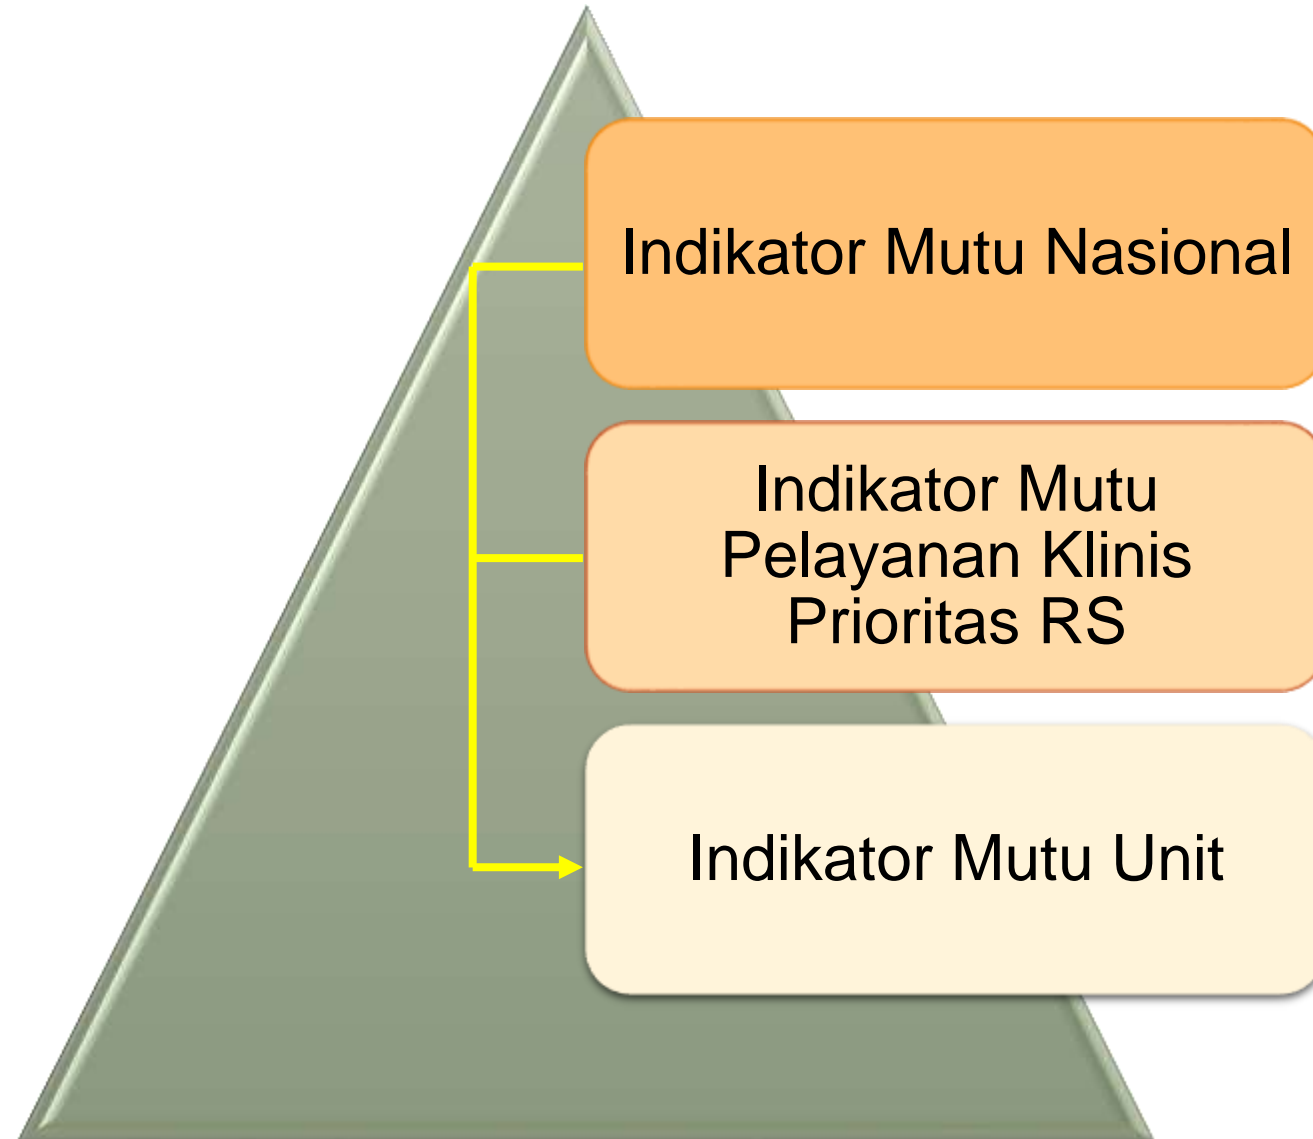 Indikator Mutu Nasional
Indikator Mutu
Pelayanan Klinis
Prioritas RS
Indikator Mutu Unit